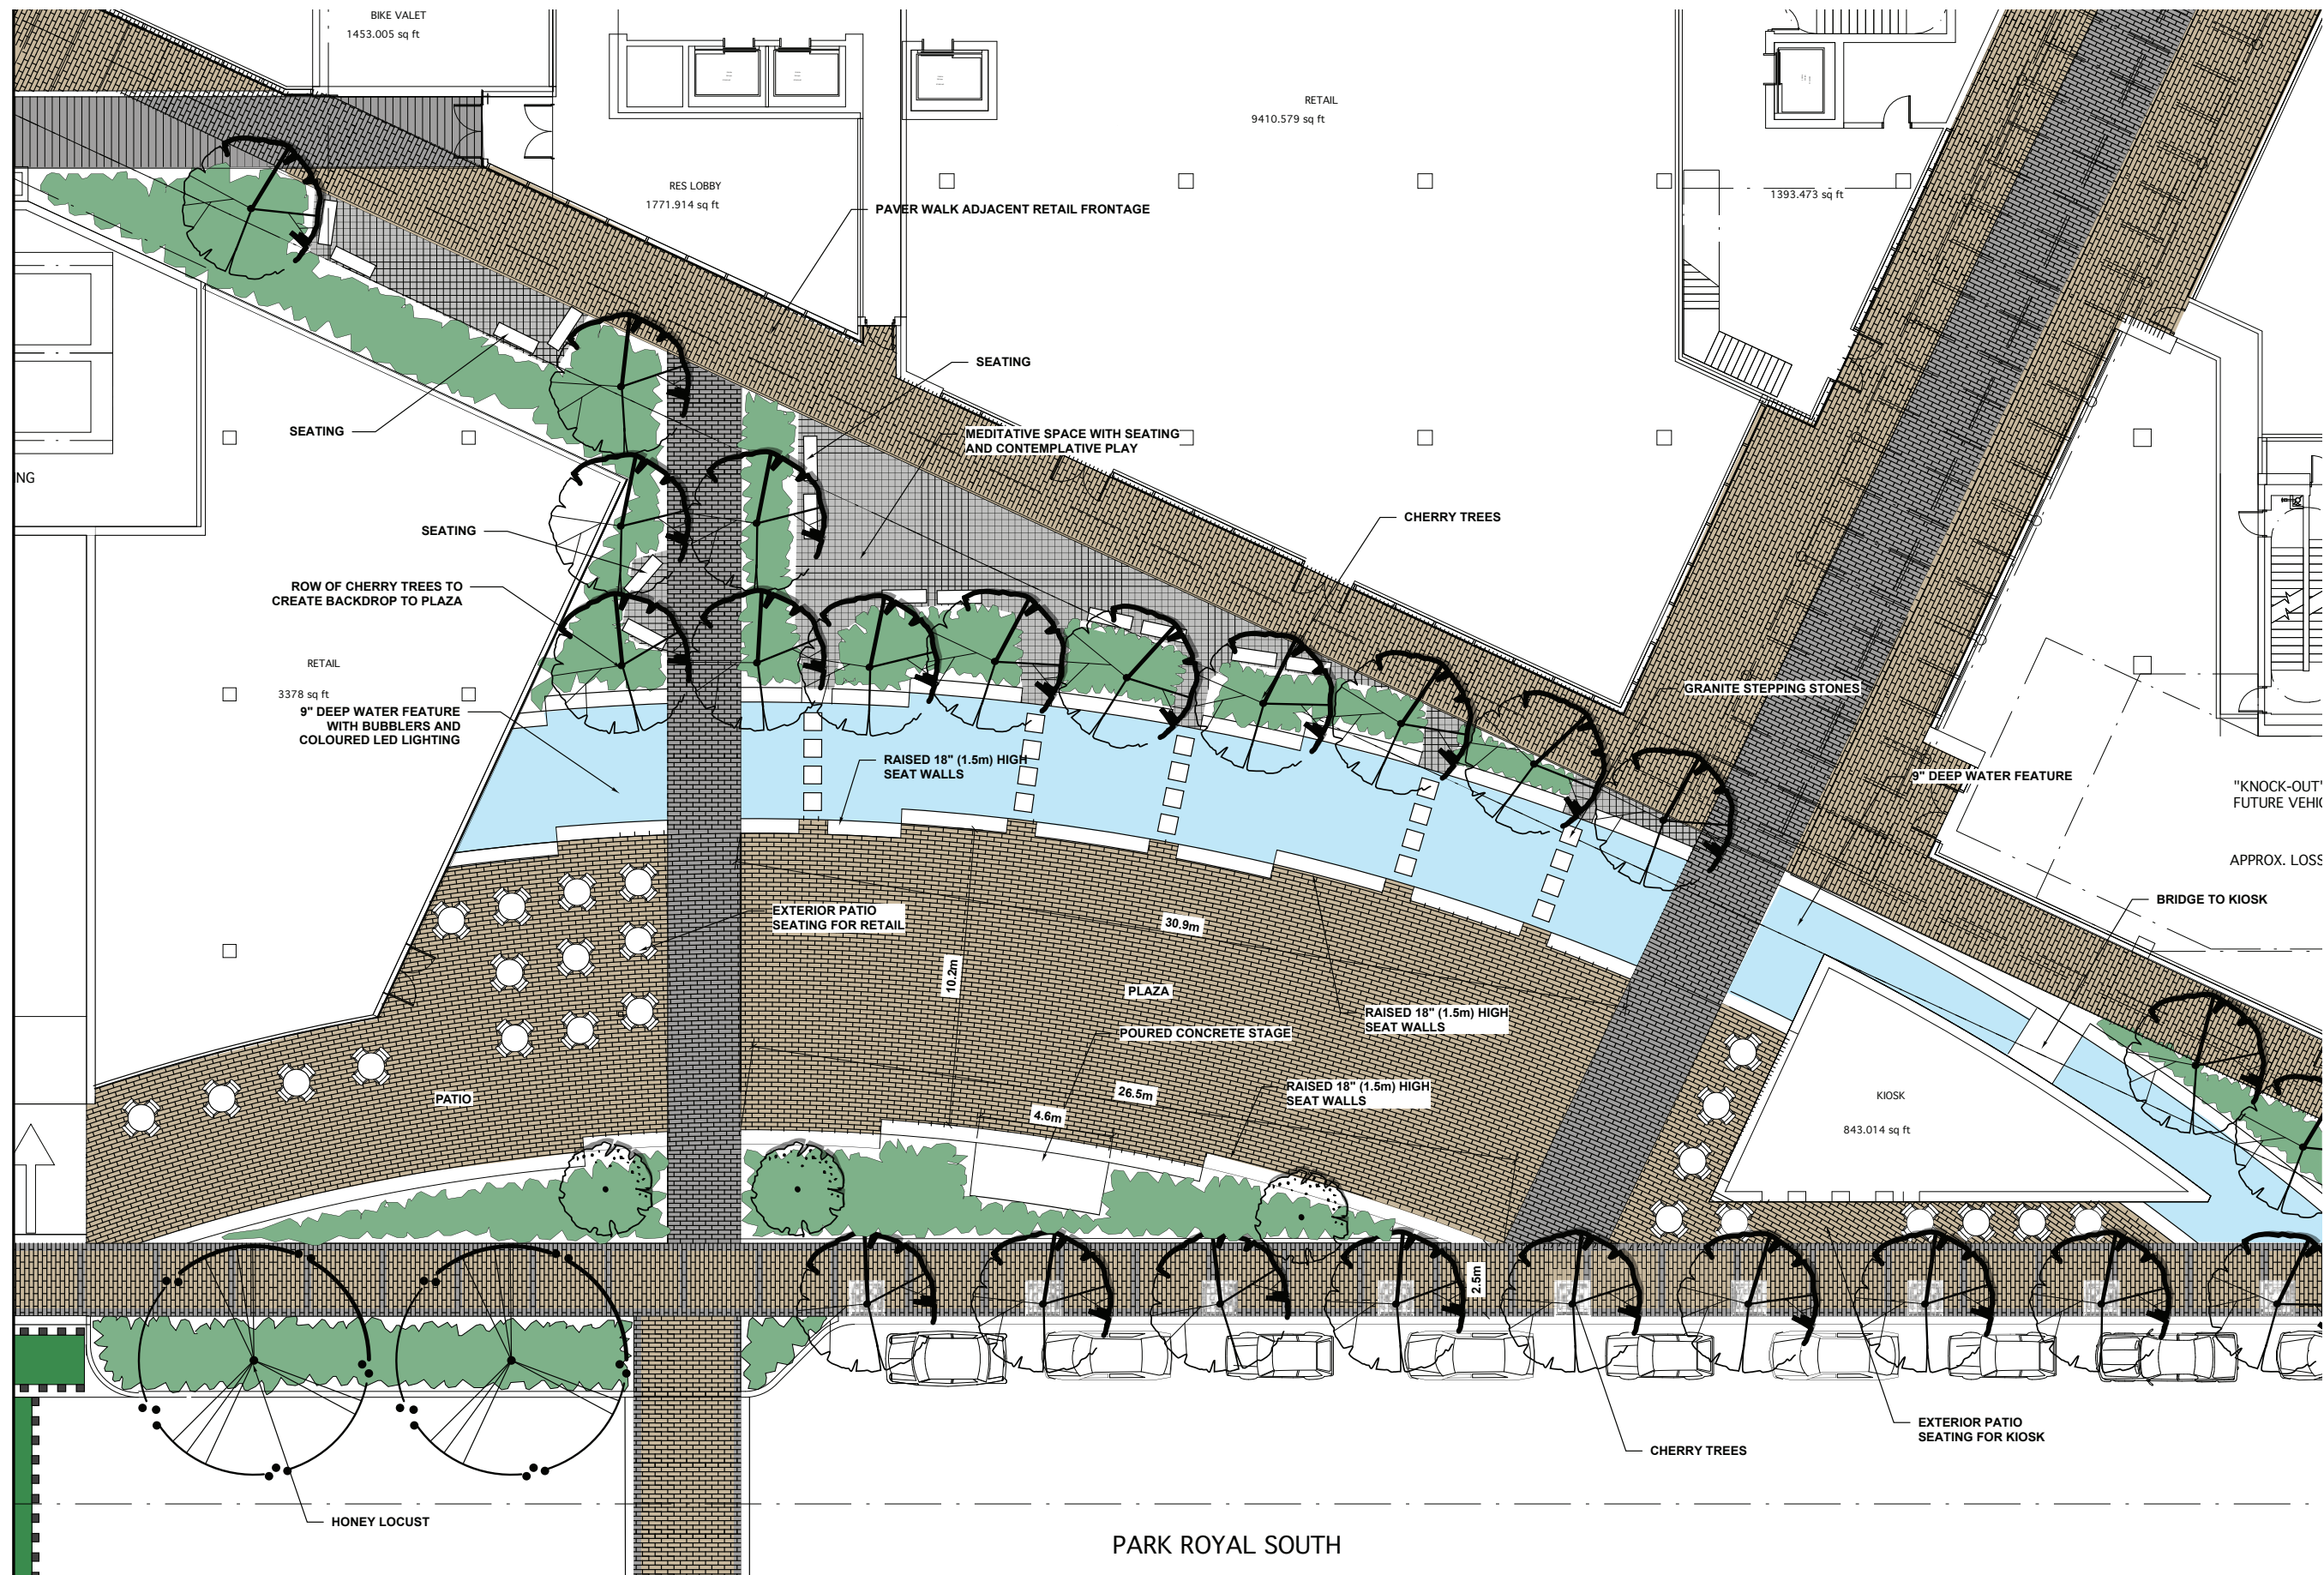 BIKE VALET
1453.005 sq ft
RETAIL
9410.579 sq ft
RES LOBBY
1771.914 sq ft
PAVER WALK ADJACENT RETAIL FRONTAGE
1393.473 sq ft
SEATING
SEATING
MEDITATIVE SPACE WITH SEATING
AND CONTEMPLATIVE PLAY
NG
SEATING
CHERRY TREES
ROW OF CHERRY TREES TO
CREATE BACKDROP TO PLAZA
RETAIL
3378 sq ft
GRANITE STEPPING STONES
9" DEEP WATER FEATURE
WITH BUBBLERS AND
COLOURED LED LIGHTING
RAISED 18" (1.5m) HIGH
SEAT WALLS
9" DEEP WATER FEATURE
"KNOCK-OUT"
FUTURE VEHIC
APPROX. LOSS
BRIDGE TO KIOSK
EXTERIOR PATIO
SEATING FOR RETAIL
30.9m
10.2m
PLAZA
RAISED 18" (1.5m) HIGH
SEAT WALLS
POURED CONCRETE STAGE
RAISED 18" (1.5m) HIGH
SEAT WALLS
PATIO
26.5m
4.6m
KIOSK
843.014 sq ft
2.5m
EXTERIOR PATIO
SEATING FOR KIOSK
CHERRY TREES
HONEY LOCUST
PARK ROYAL SOUTH